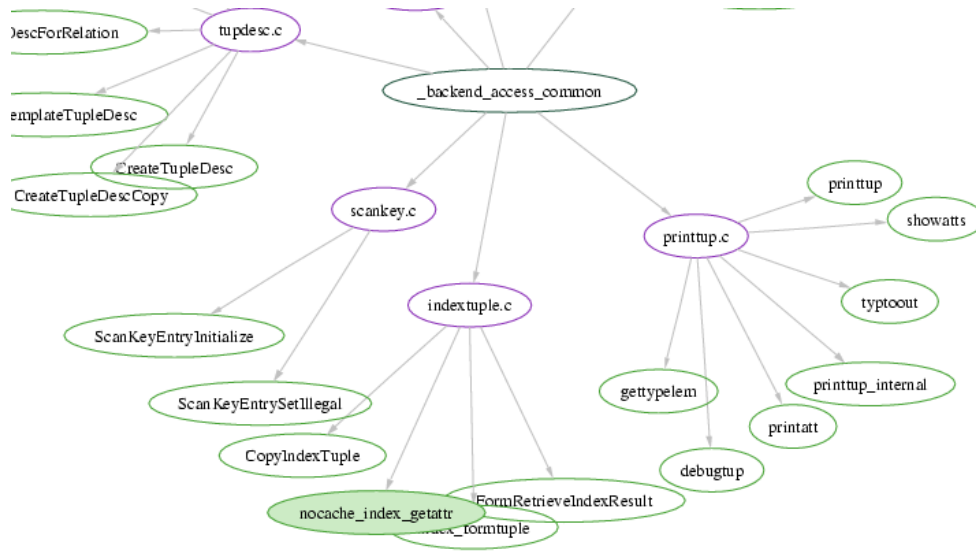 tupdesc.c
DescForRelation
_backend_access_common
emplateTupleDesc
CreateTupleDesc
CreateTupleDescCopy
printtup
scankey.c
showatts
printtup.c
indextuple.c
typtoout
ScanKeyEntryInitialize
printtup_internal
gettypelem
ScanKeyEntrySetIllegal
printatt
CopyIndexTuple
debugtup
FormRetrieveIndexResult
nocache_index_getattr
index_formtuple